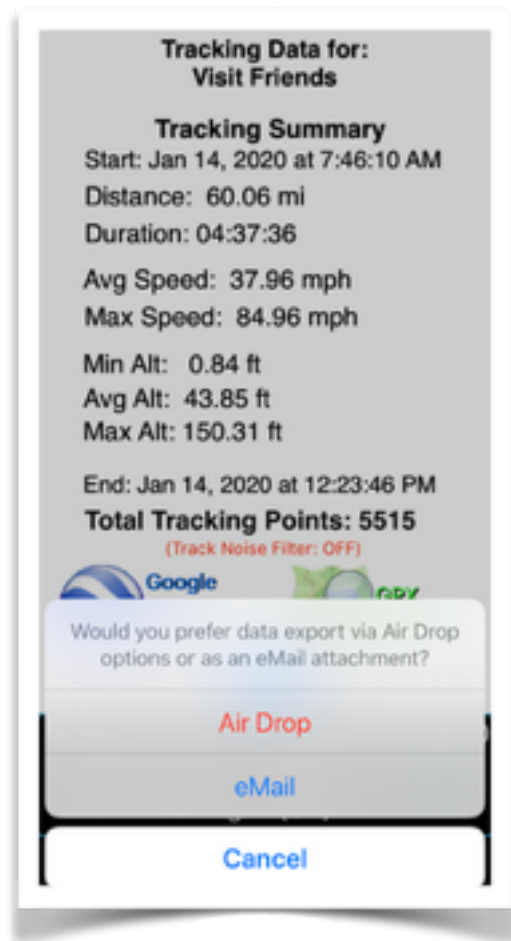 Tracking Data for:
Visit Friends
Tracking Summary
Start: Jan 14, 2020 at 7:46:10 AM
Distance: 60.06 mi
Duration: 04:37:36
Avg Speed: 37.96 mph
Max Speed: 84.96 mph
Min Alt: 0.84 ft
Avg Alt: 43.85 ft
Max Alt: 150.31 ft
End: Jan 14, 2020 at 12:23:46 PM
Total Tracking Points: 5515
(Track Noise Filter: OFF)
Google
GPX
Would you prefer data export via Air Drop
options or as an eMail attachment?
Air Drop
eMail
Cancel